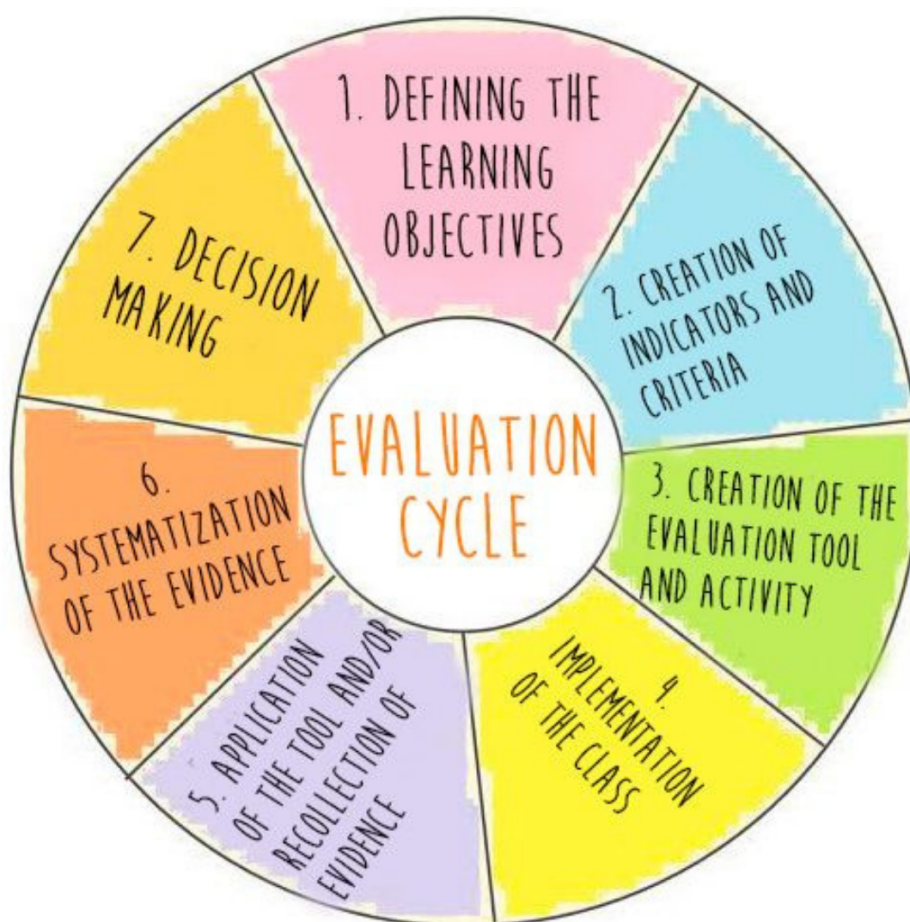 1. DEFINING THE
LEARNING
OBJECTIVES
2. CREATION OF
INDICATORS AND
CRITERIA
3. CREATION OF THE
EVALUATION TOOL
AND ACTIVITY
4.
IMPLEMENTATION
OF THE CLASS
5. APPLICATION
OF THE TOOL AND/OR
RECOLLECTION OF
EVIDENCE
6.
SYSTEMATIZATION
OF THE EVIDENCE
7. DECISION
MAKING
EVALUATION
CYCLE